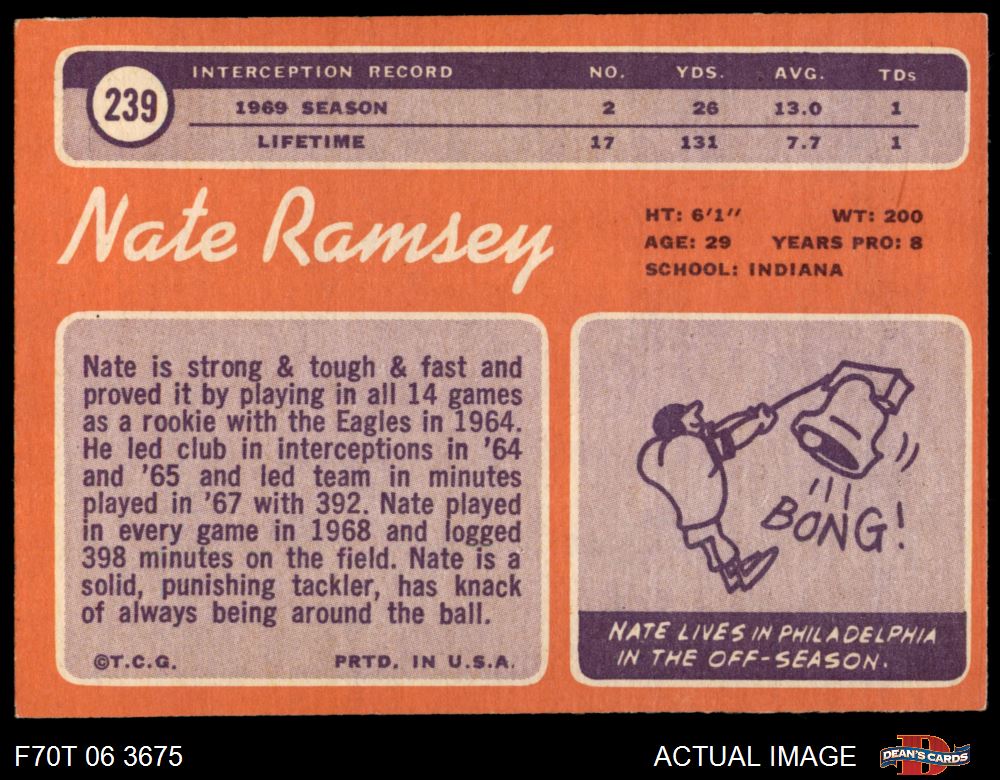 239
INTERCEPTION RECORD NO. YDS. AVG. TDs
1969 SEASON 2 26 13.0 1
LIFETIME 17 131 7.7 1
Nate Ramsey
HT: 6'1" WT: 200
AGE: 29 YEARS PRO: 8
SCHOOL: INDIANA
Nate is strong & tough & fast and
proved it by playing in all 14 games
as a rookie with the Eagles in 1964.
He led club in interceptions in '64
and '65 and led team in minutes
played in '67 with 392. Nate played
in every game in 1968 and logged
398 minutes on the field. Nate is a
solid, punishing tackler, has knack
of always being around the ball.
©T.C.G. PRTD. IN U.S.A.
BONG!
NATE LIVES IN PHILADELPHIA
IN THE OFF-SEASON.
F70T 06 3675 ACTUAL IMAGE DEAN'S CARDS